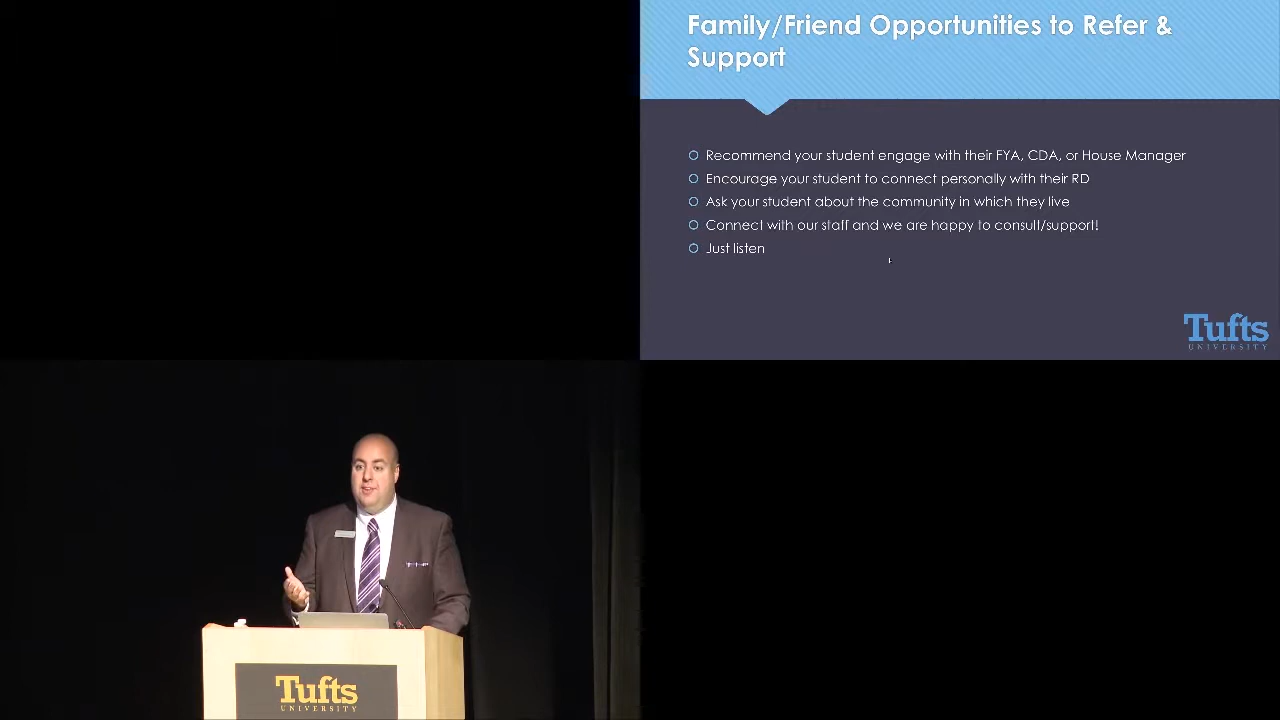 Family/Friend Opportunities to Refer &
Support
Recommend your student engage with their FYA, CDA, or House Manager
Encourage your student to connect personally with their RD
Ask your student about the community in which they live
Connect with our staff and we are happy to consult/support!
Just listen
Tufts
UNIVERSITY
Tufts
UNIVERSITY